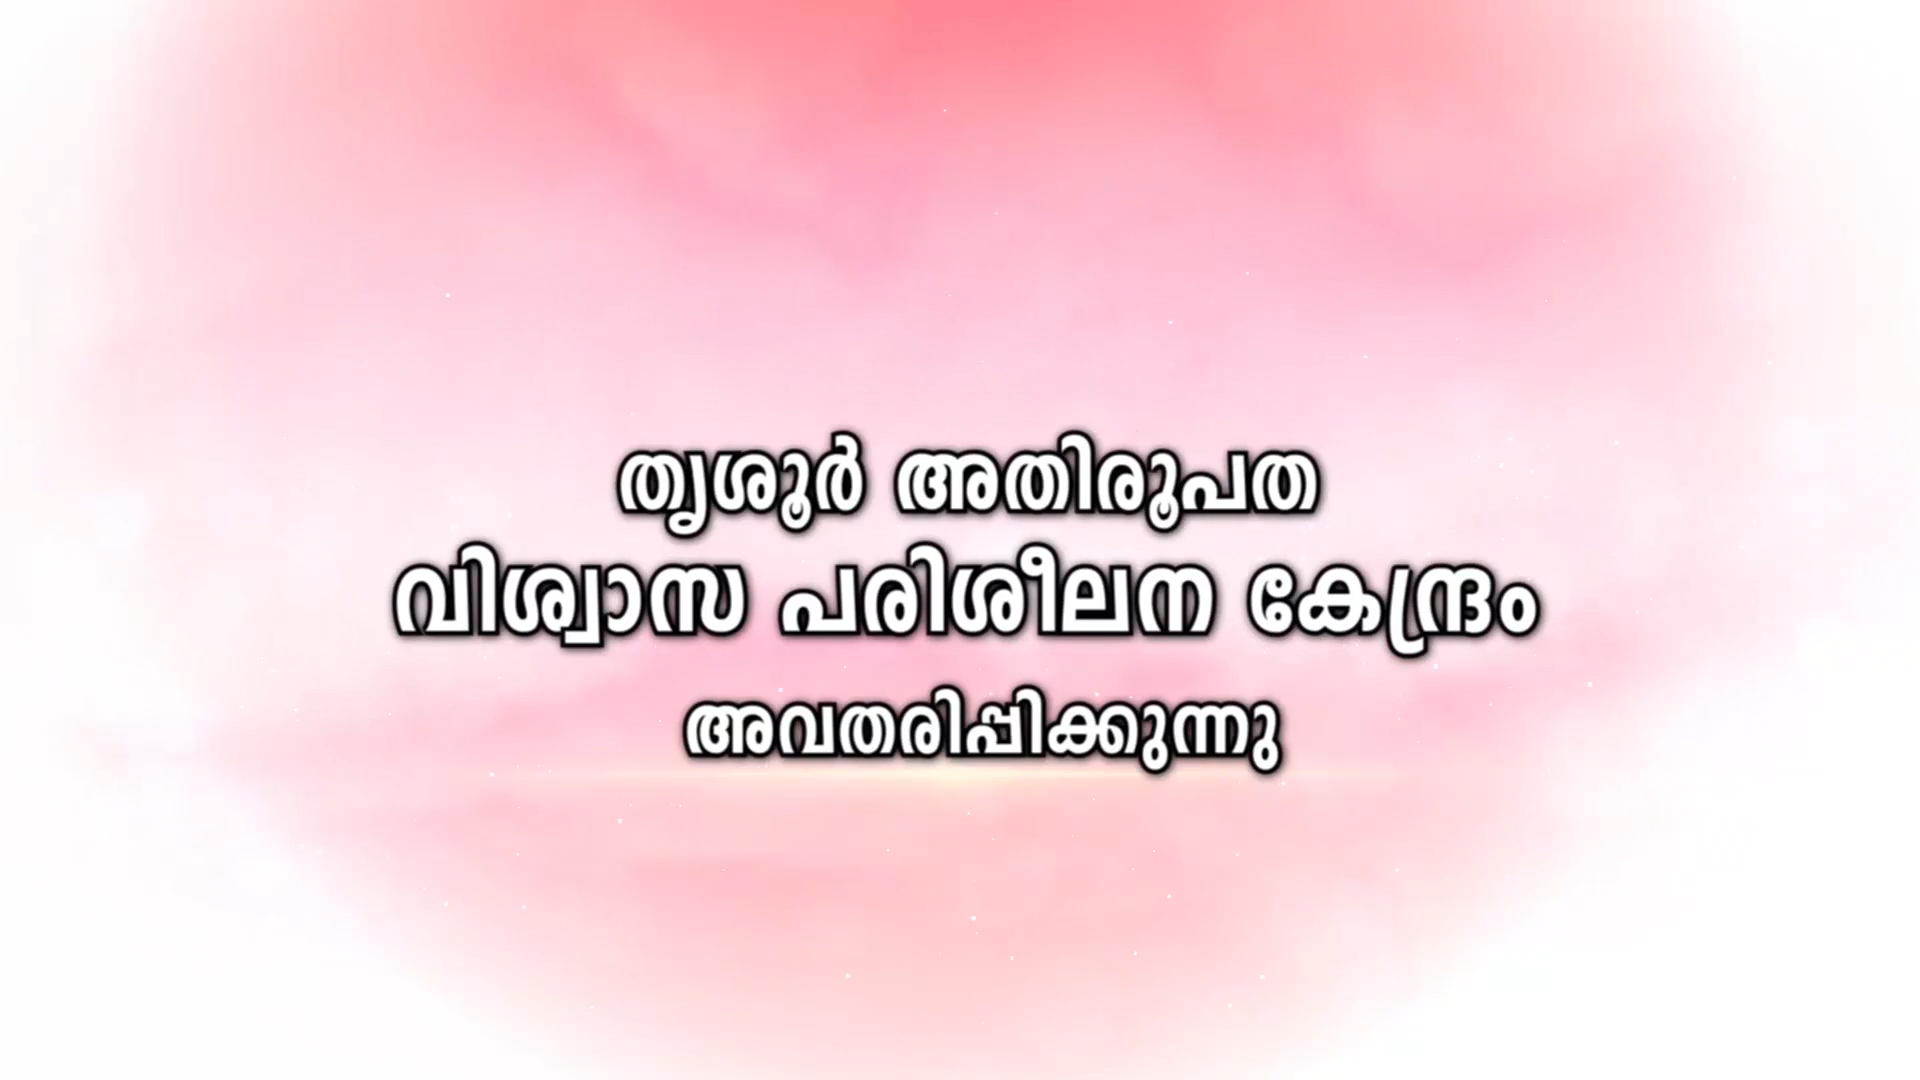 തൃശൂർ അതിരൂപത
വിശ്വാസ പരിശീലന കേന്ദ്രം
അവതരിപ്പിക്കുന്നു